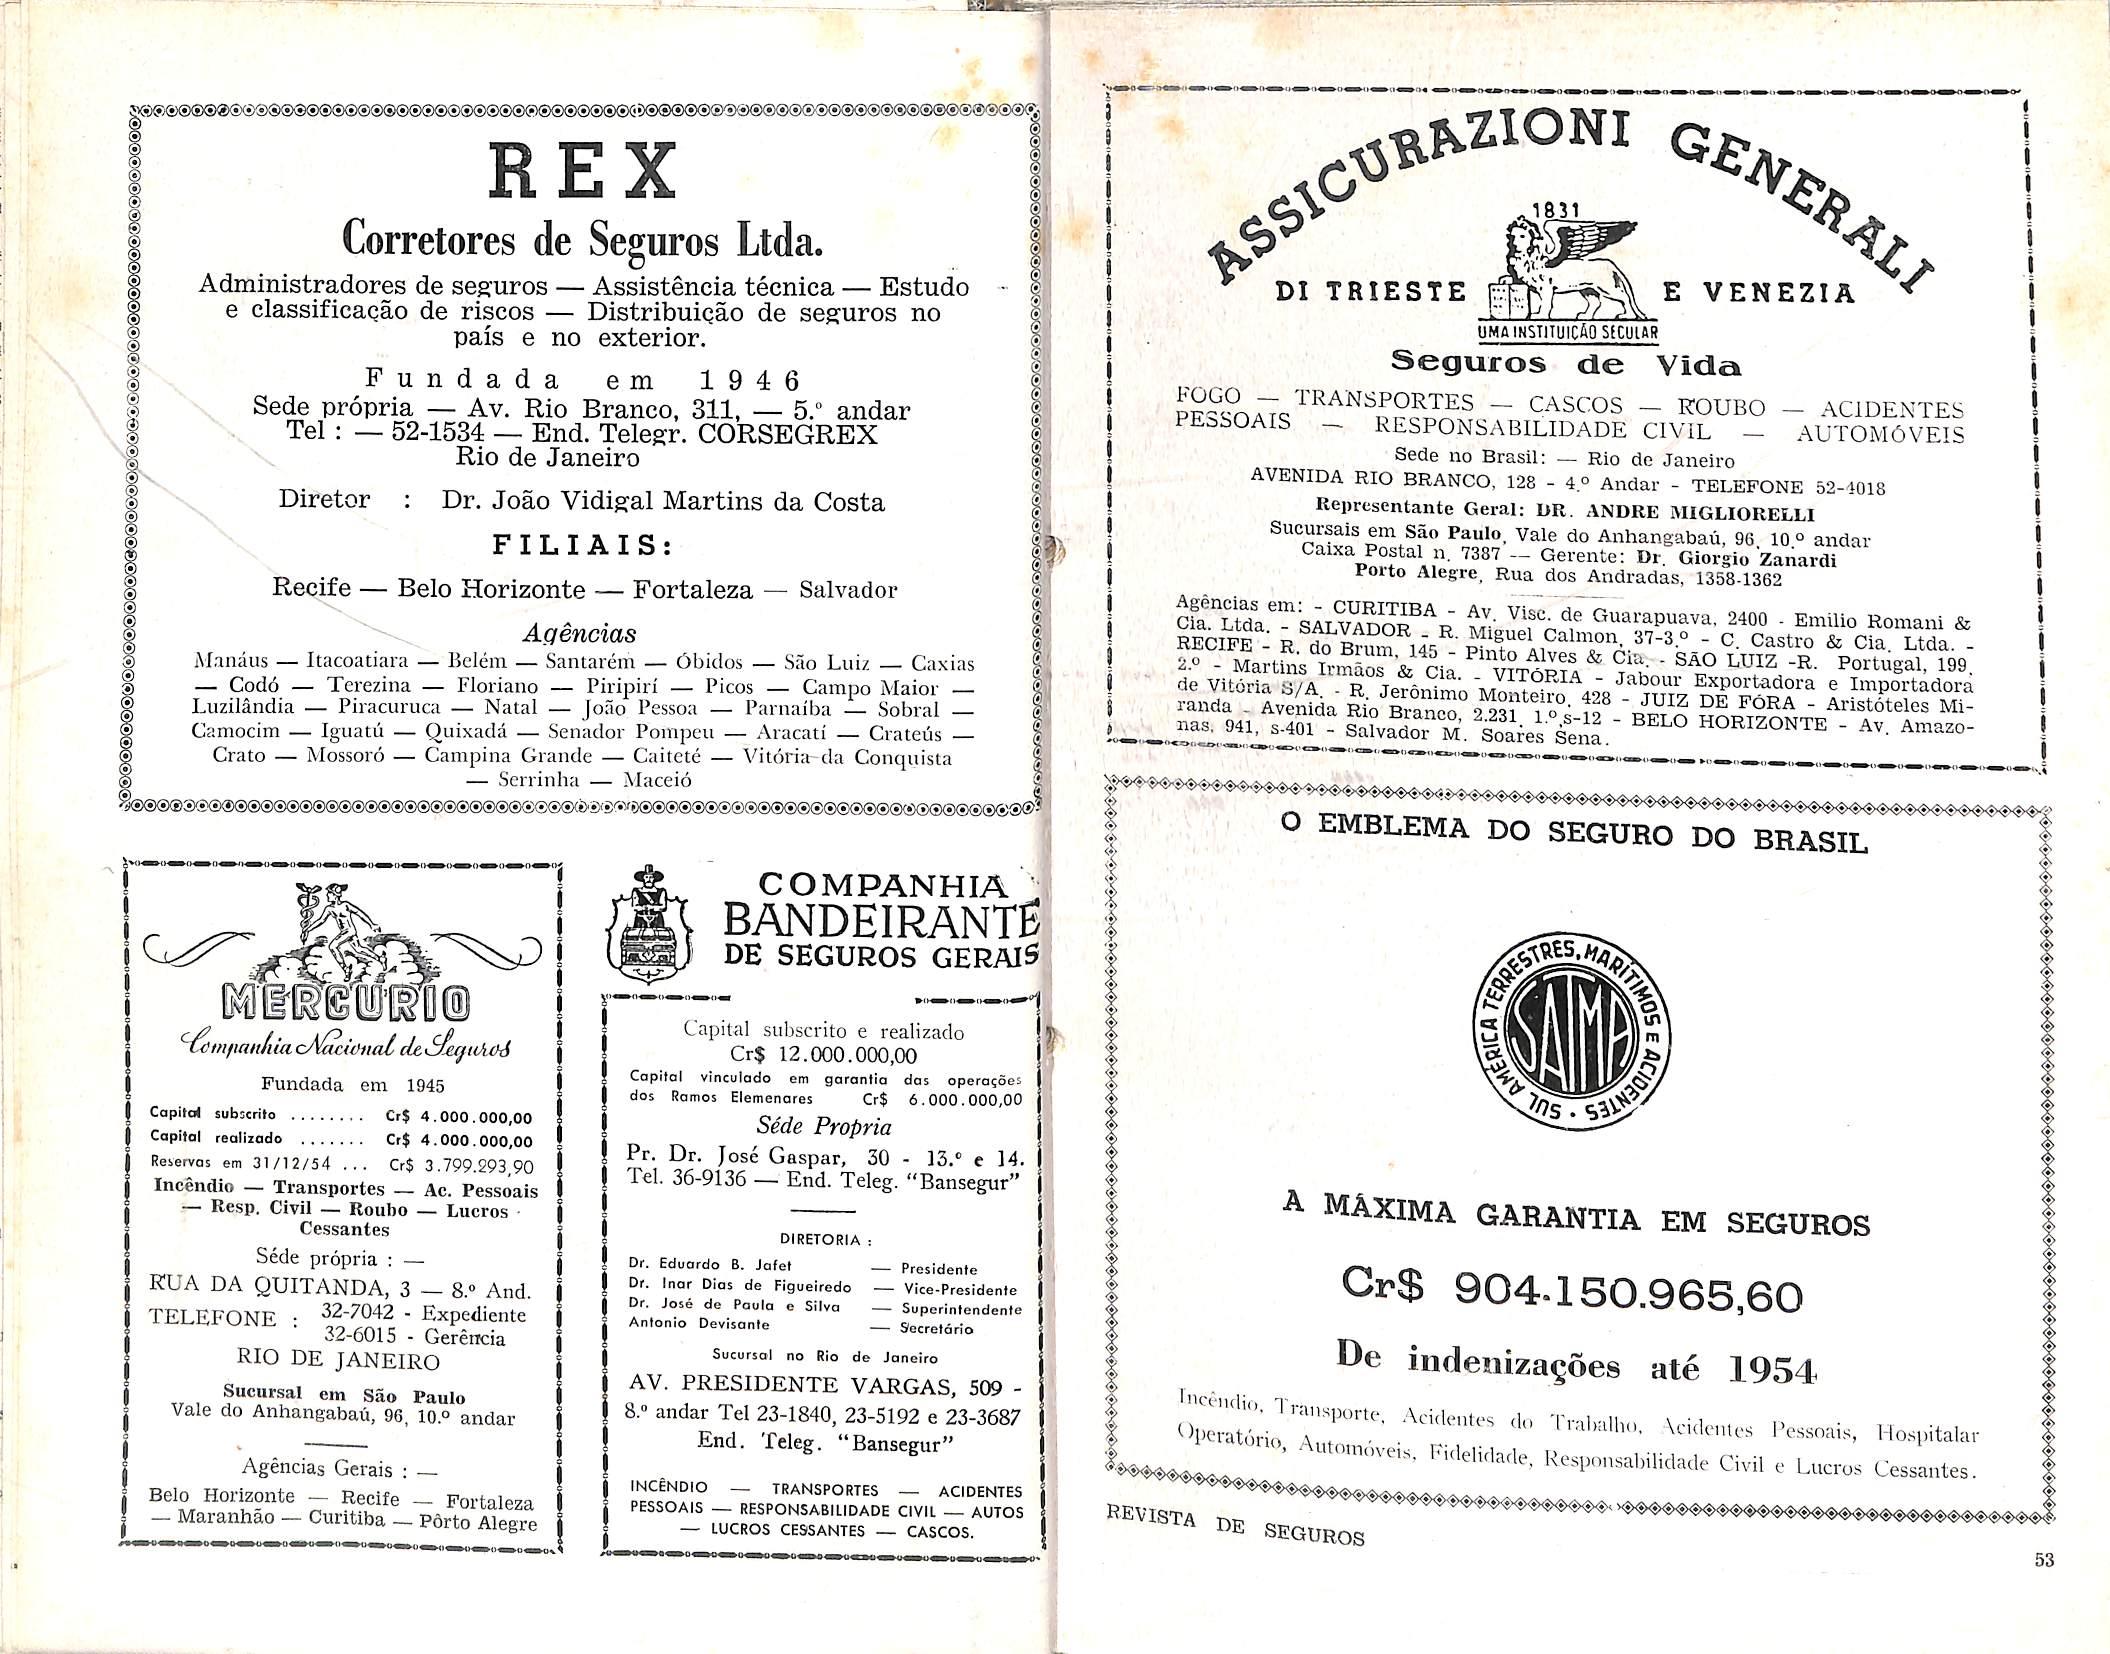 REX
Corretores de Seguros Ltda.
Administradores de seguros — Assistência técnica — Estudo
e classificação de riscos — Distribuição de seguros no
país e no exterior.
Fundada em 1946
Sede própria — Av. Rio Branco, 311, — 5.º andar
Tel : — 52-1534 — End. Telegr. CORSEGREX
Rio de Janeiro
Diretor : Dr. João Vidigal Martins da Costa
FILIAIS:
Recife — Belo Horizonte — Fortaleza — Salvador
Agências
Manáus — Itacoatiara — Belém — Santarém — Óbidos — São Luiz — Caxias
— Codó — Terezina — Floriano — Piripirí — Picos — Campo Maior —
Luzilândia — Piracuruca — Natal — João Pessoa — Parnaíba — Sobral —
Camocim — Iguatú — Quixadá — Senador Pompeu — Aracatí — Crateús —
Crato — Mossoró — Campina Grande — Caiteté — Vitória da Conquista
— Serrinha — Maceió
MERCURIO
Companhia Nacional de Seguros
Fundada em 1945
Capital subscrito ........ Cr$ 4.000.000,00
Capital realizado ....... Cr$ 4.000.000,00
Reservas em 31/12/54 ... Cr$ 3.799.293,90
Incêndio — Transportes — Ac. Pessoais
— Resp. Civil — Roubo — Lucros
Cessantes
Séde própria : —
RUA DA QUITANDA, 3 — 8.º And.
TELEFONE : 32-7042 - Expediente
32-6015 - Gerência
RIO DE JANEIRO
Sucursal em São Paulo
Vale do Anhangabaú, 96, 10.º andar
Agências Gerais : —
Belo Horizonte — Recife — Fortaleza
— Maranhão — Curitiba — Pôrto Alegre
COMPANHIA
BANDEIRANTE
DE SEGUROS GERAIS
Capital subscrito e realizado
Cr$ 12.000.000,00
Capital vinculado em garantia das operações
dos Ramos Elemenares Cr$ 6.000.000,00
Séde Propria
Pr. Dr. José Gaspar, 30 - 13.º e 14.
Tel. 36-9136 — End. Teleg. "Bansegur"
DIRETORIA :
Dr. Eduardo B. Jafet — Presidente
Dr. Inar Dias de Figueiredo — Vice-Presidente
Dr. José de Paula e Silva — Superintendente
Antonio Devisante — Secretário
Sucursal no Rio de Janeiro
AV. PRESIDENTE VARGAS, 509 -
8.º andar Tel 23-1840, 23-5192 e 23-3687
End. Teleg. "Bansegur"
INCÊNDIO — TRANSPORTES — ACIDENTES
PESSOAIS — RESPONSABILIDADE CIVIL — AUTOS
— LUCROS CESSANTES — CASCOS.
ASSICURAZIONI GENERALI
1831
DI TRIESTE E VENEZIA
UMA INSTITUIÇÃO SECULAR
Seguros de Vida
FOGO — TRANSPORTES — CASCOS — ROUBO — ACIDENTES
PESSOAIS — RESPONSABILIDADE CIVIL — AUTOMÓVEIS
Sede no Brasil: — Rio de Janeiro
AVENIDA RIO BRANCO, 128 - 4.º Andar - TELEFONE 52-4018
Representante Geral: DR. ANDRE MIGLIORELLI
Sucursais em São Paulo, Vale do Anhangabaú, 96, 10.º andar
Caixa Postal n. 7387 — Gerente: Dr. Giorgio Zanardi
Porto Alegre, Rua dos Andradas, 1358-1362
Agências em: - CURITIBA - Av. Visc. de Guarapuava, 2400 - Emilio Romani &
Cia. Ltda. - SALVADOR - R. Miguel Calmon, 37-3.º - C. Castro & Cia. Ltda. -
RECIFE - R. do Brum, 145 - Pinto Alves & Cia. - SÃO LUIZ -R. Portugal, 199,
2.º - Martins Irmãos & Cia. - VITÓRIA - Jabour Exportadora e Importadora
de Vitória S/A. - R. Jerônimo Monteiro, 428 - JUIZ DE FÓRA - Aristóteles Mi-
randa - Avenida Rio Branco, 2.231, 1.º,s-12 - BELO HORIZONTE - Av. Amazo-
nas, 941, s-401 - Salvador M. Soares Sena.
O EMBLEMA DO SEGURO DO BRASIL
SUL AMÉRICA TERRESTRES, MARÍTIMOS E ACIDENTES
SATMA
A MÁXIMA GARANTIA EM SEGUROS
Cr$ 904.150.965,60
De indenizações até 1954
Incêndio, Transporte, Acidentes do Trabalho, Acidentes Pessoais, Hospitalar
Operatório, Automóveis, Fidelidade, Responsabilidade Civil e Lucros Cessantes.
REVISTA DE SEGUROS
53